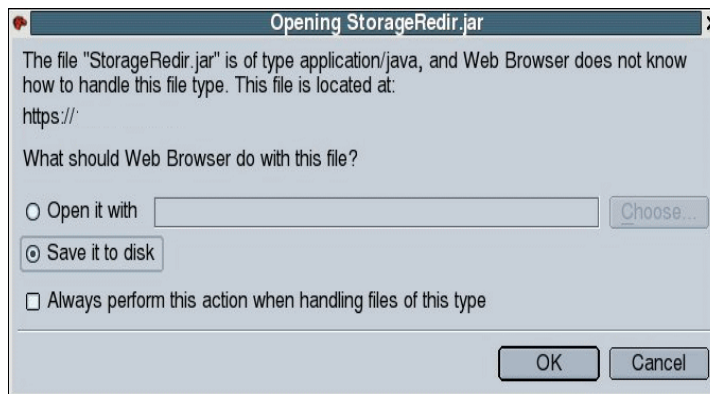 Opening StorageRedir.jar
The file "StorageRedir.jar" is of type application/java, and Web Browser does not know
how to handle this file type. This file is located at:
https://
What should Web Browser do with this file?
Open it with
Choose...
Save it to disk
Always perform this action when handling files of this type
OK
Cancel